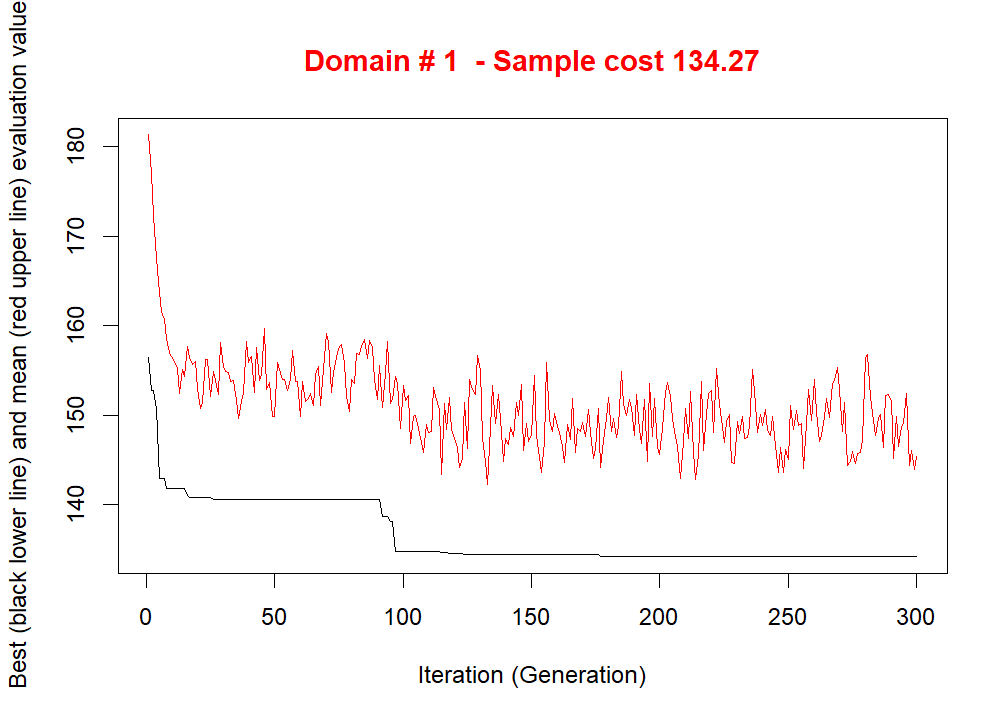 Domain # 1  - Sample cost 134.27
Best (black lower line) and mean (red upper line) evaluation value
180
170
160
150
140
0 50 100 150 200 250 300
Iteration (Generation)